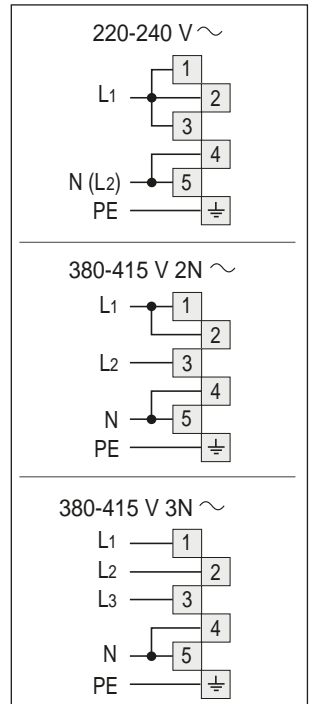 220-240 V ~
1
L1 2
3
4
N (L2) 5
PE
380-415 V 2N ~
L1 1
2
L2 3
4
N 5
PE
380-415 V 3N ~
L1 1
L2 2
L3 3
4
N 5
PE